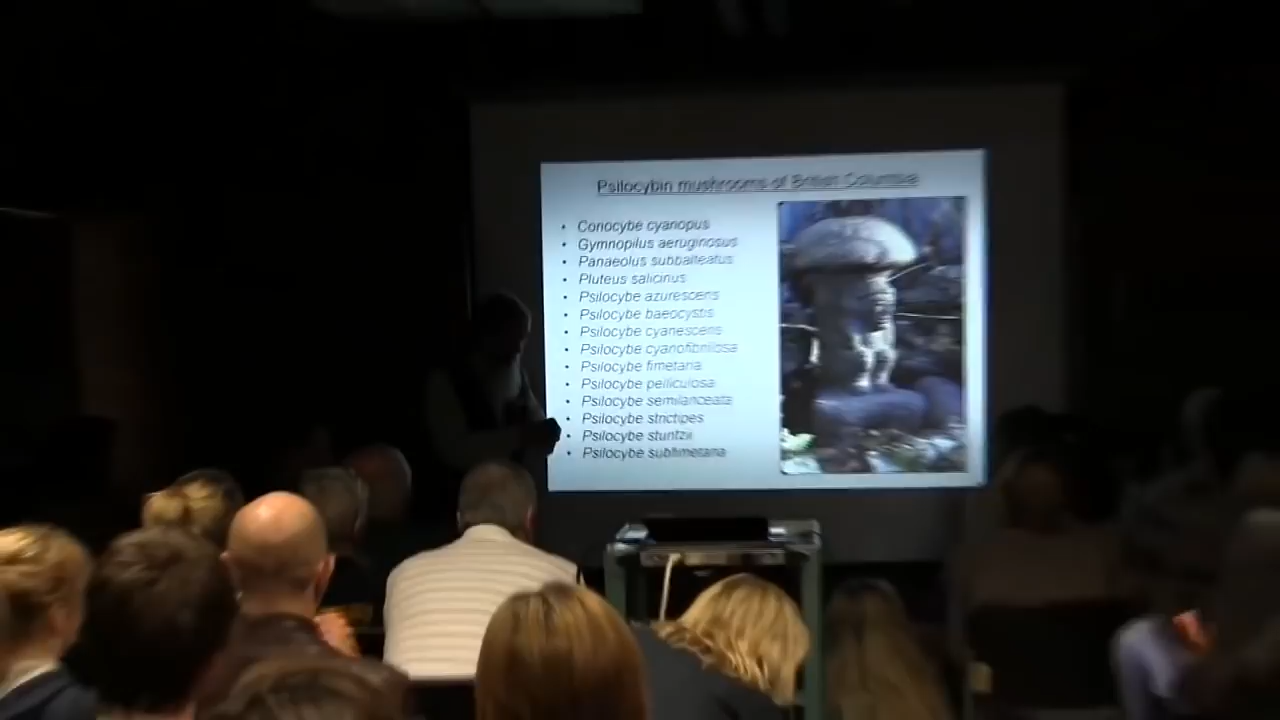 Psilocybin mushrooms of British Columbia
• Conocybe cyanopus
• Gymnopilus aeruginosus
• Panaeolus subbalteatus
• Pluteus salicinus
• Psilocybe azurescens
• Psilocybe baeocystis
• Psilocybe cyanescens
• Psilocybe cyanofibrillosa
• Psilocybe fimetaria
• Psilocybe pelliculosa
• Psilocybe semilanceata
• Psilocybe strictipes
• Psilocybe stuntzii
• Psilocybe subfimetaria